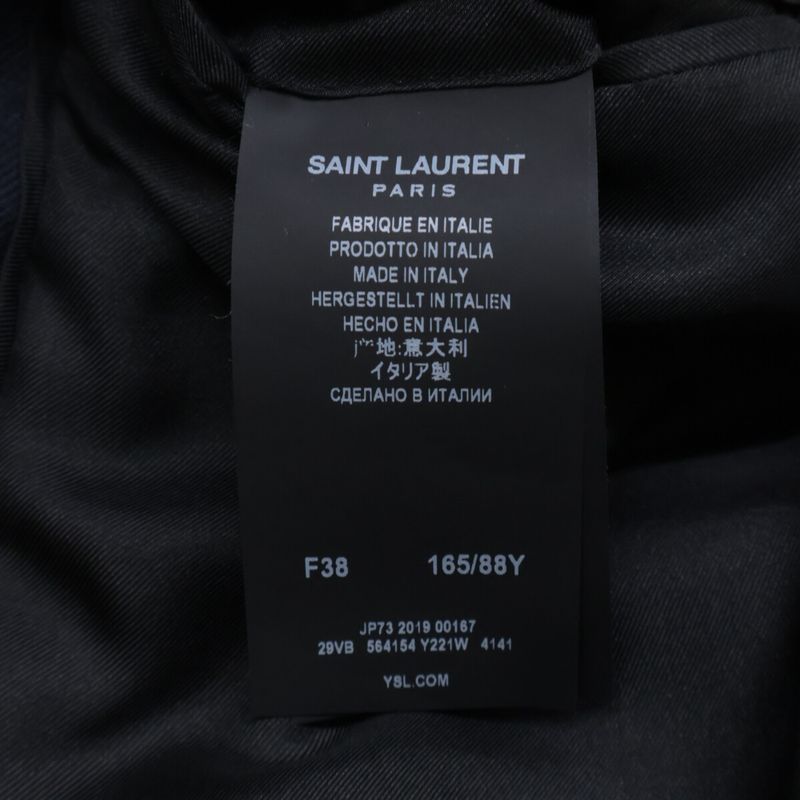 SAINT LAURENT
PARIS
FABRIQUE EN ITALIE
PRODOTTO IN ITALIA
MADE IN ITALY
HERGESTELLT IN ITALIEN
HECHO EN ITALIA
地:意大利
イタリア製
СДЕЛАНО В ИТАЛИИ
F38 165/88Y
JP73 2019 00167
29VB 564154 Y221W 4141
YSL.COM